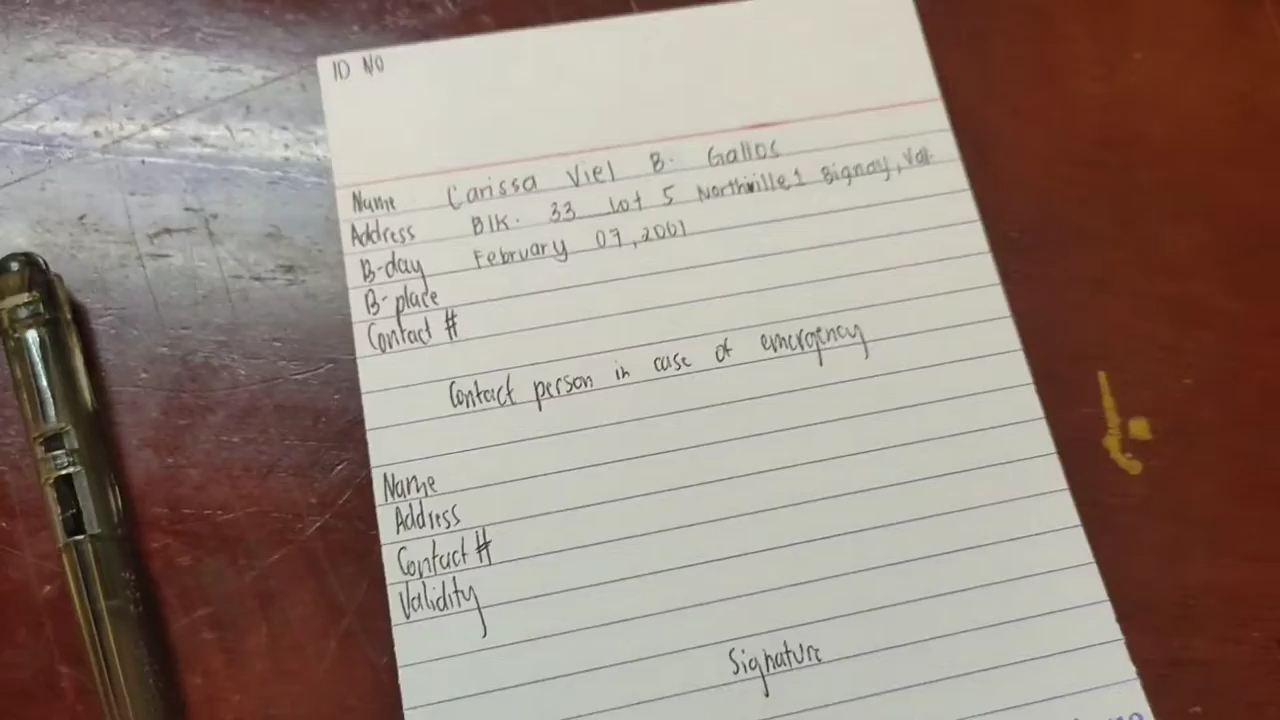 ID NO
Name Carissa Viel B. Gallos
Address Blk. 33 Lot 5 Northville 1 Bignay, Val.
B-day February 07, 2001
B-place
Contact #
Contact person in case of emergency
Name
Address
Contact #
Validity
Signature